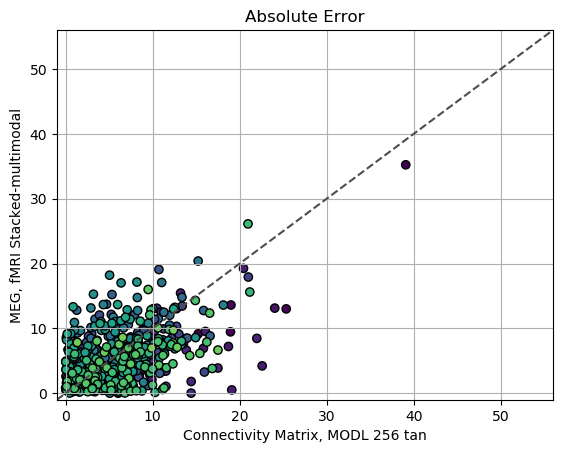 Absolute Error
MEG, fMRI Stacked-multimodal
50
40
30
20
10
0
0 10 20 30 40 50
Connectivity Matrix, MODL 256 tan